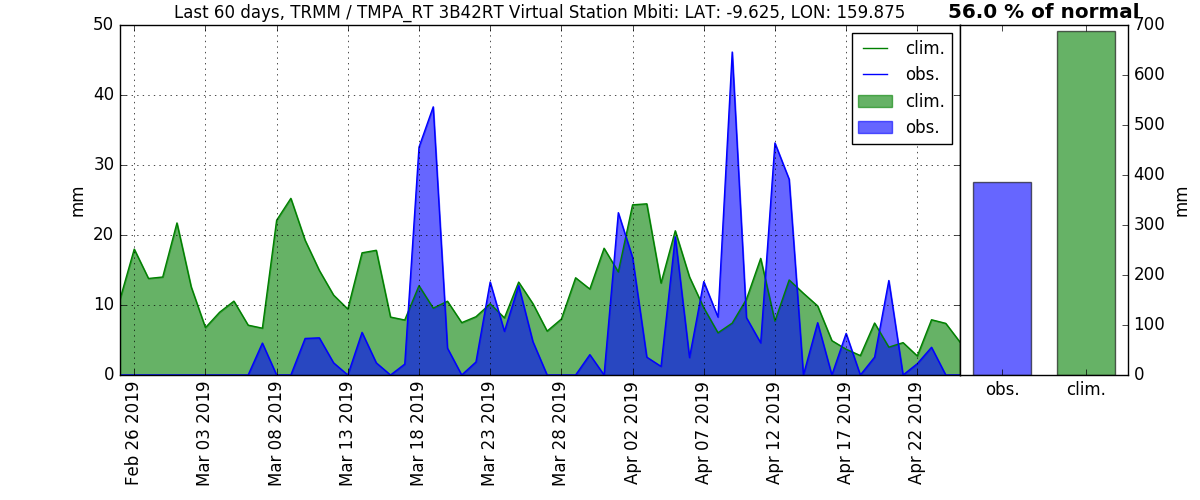 Last 60 days, TRMM / TMPA_RT 3B42RT Virtual Station Mbiti: LAT: -9.625, LON: 159.875
56.0 % of normal
50
40
30
20
10
0
mm
clim.
obs.
clim.
obs.
Feb 26 2019
Mar 03 2019
Mar 08 2019
Mar 13 2019
Mar 18 2019
Mar 23 2019
Mar 28 2019
Apr 02 2019
Apr 07 2019
Apr 12 2019
Apr 17 2019
Apr 22 2019
700
600
500
400
300
200
100
0
mm
obs.
clim.